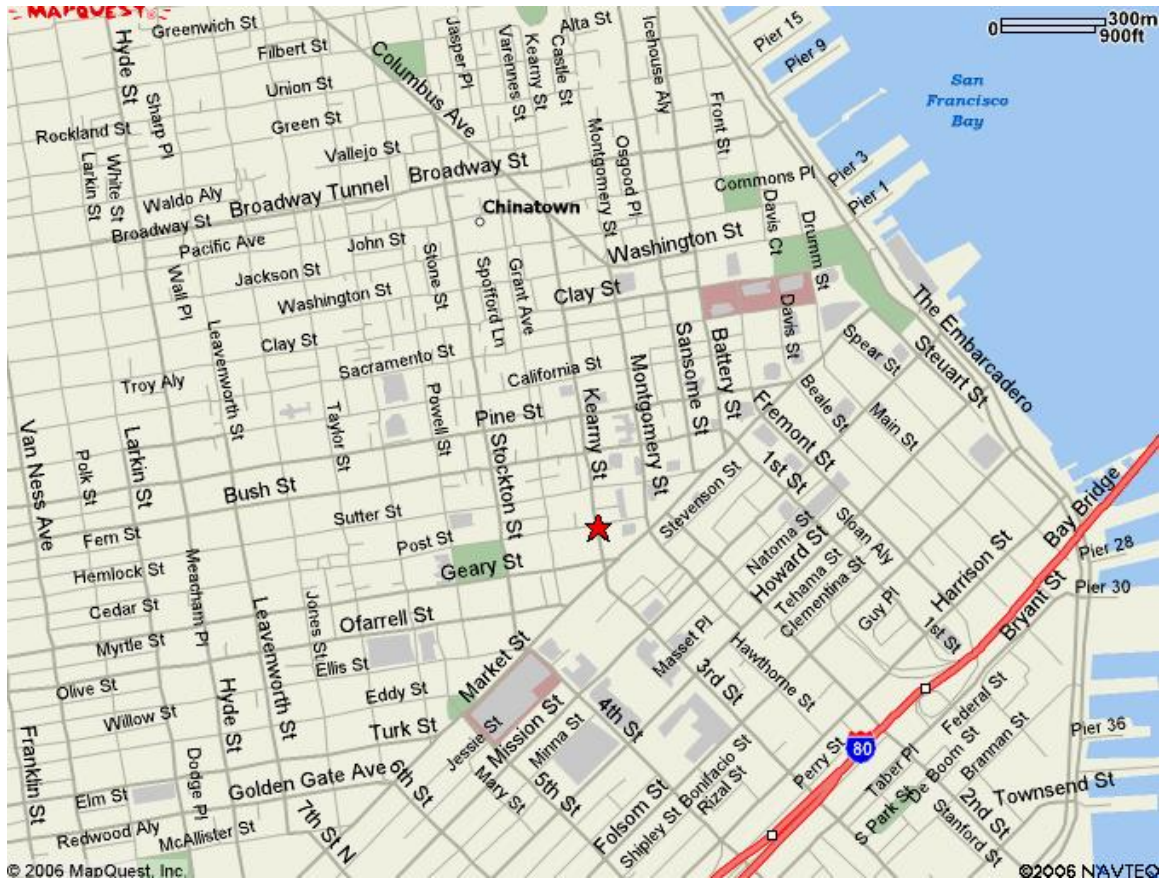 MAPQUEST
Greenwich St
Hyde St
Filbert St
Columbus Ave
Jasper Pl
Varennes St
Kearny St
Castle St
Alta St
Icehouse Aly
Pier 15
Pier 9
300m
0
900ft
San
Francisco
Bay
Union St
Sharp Pl
Rockland St
Green St
Vallejo St
Front St
Montgomery St
Osgood Pl
Larkin St
White St
Waldo Aly
Broadway Tunnel
Broadway St
Commons Pl
Pier 3
Pier 1
Broadway St
Chinatown
Davis Ct
Drumm St
Pacific Ave
John St
Washington St
Jackson St
Stone St
Spofford Ln
Grant Ave
Wall Pl
Washington St
Clay St
The Embarcadero
Leavenworth St
Clay St
Davis St
Sacramento St
Sansome St
Battery St
Spear St
Steuart St
Troy Aly
California St
Kearny St
Montgomery St
Beale St
Main St
Taylor St
Powell St
Pine St
Fremont St
Van Ness Ave
Polk St
Larkin St
Bush St
Stockton St
Stevenson St
1st St
Sutter St
Fern St
Post St
Natoma St
Sloan Aly
Bay Bridge
Hemlock St
Meacham Pl
Geary St
Howard St
Tehama St
Clementina St
Harrison St
Pier 28
Cedar St
Leavenworth St
Jones St
Ofarrell St
Guy Pl
Bryant St
Pier 30
Myrtle St
Ellis St
Market St
Masset Pl
Hawthorne St
1st St
Olive St
Hyde St
Eddy St
3rd St
Willow St
Turk St
Jessie St
Mission St
Minna St
4th St
Federal St
Pier 36
Franklin St
Dodge Pl
Mary St
5th St
Bonifacio St
Rizal St
Perry St
80
Taber Pl
De Boom St
Brannan St
Golden Gate Ave
6th St
Elm St
Folsom St
Shipley St
S Park St
2nd St
Stanford St
Townsend St
Redwood Aly
McAllister St
7th St N
© 2006 MapQuest, Inc.
©2006 NAVTEQ